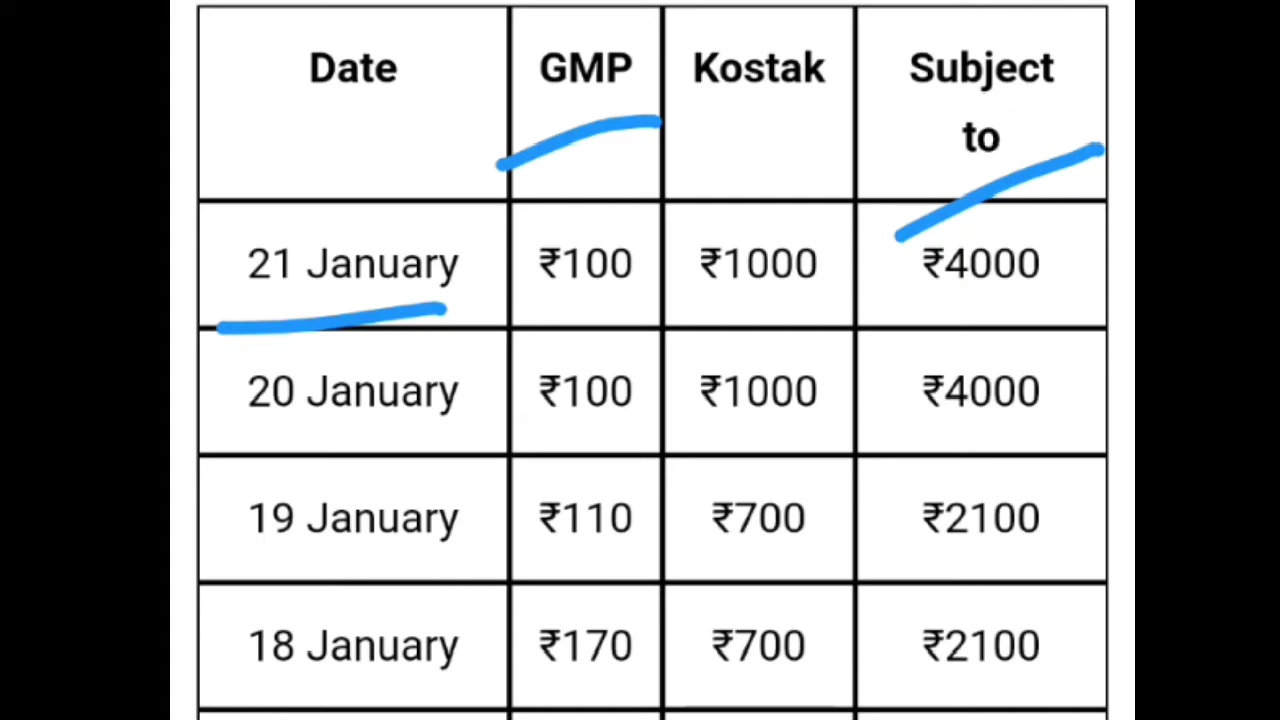 Date GMP Kostak Subject
to
21 January ₹100 ₹1000 ₹4000
20 January ₹100 ₹1000 ₹4000
19 January ₹110 ₹700 ₹2100
18 January ₹170 ₹700 ₹2100